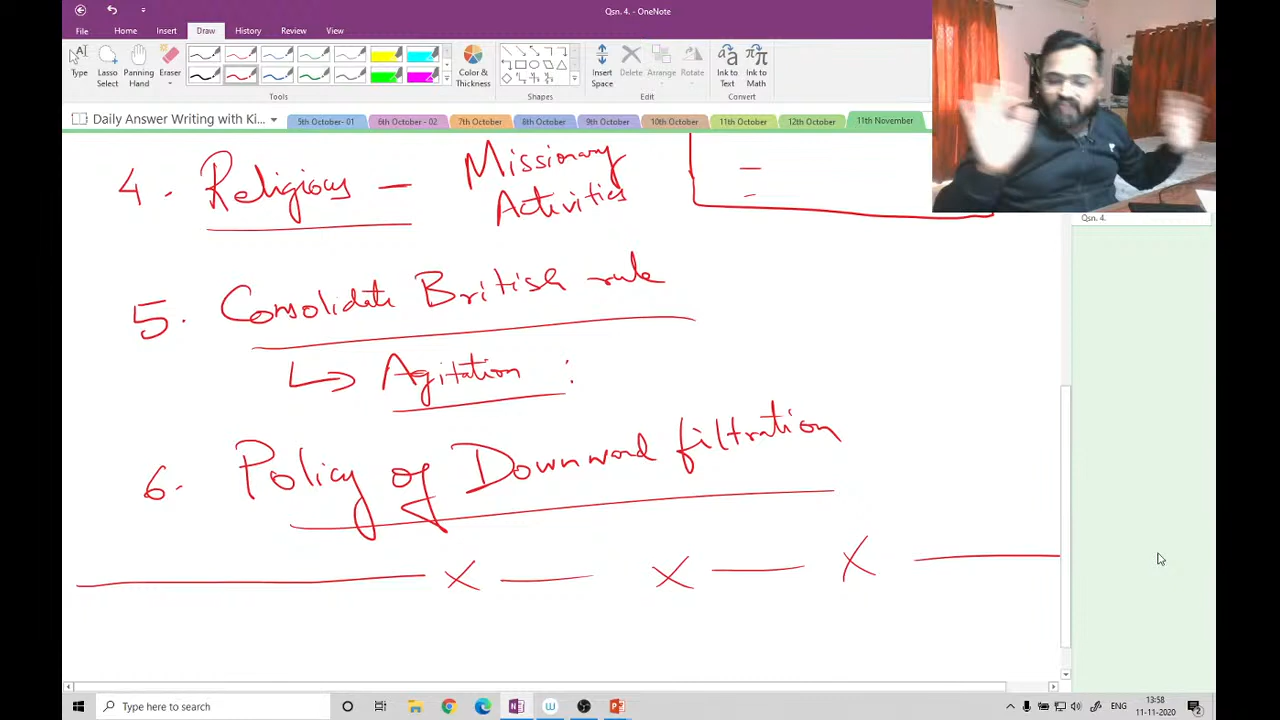 Qsn. 4. - OneNote
File Home Insert Draw History Review View
Type
Lasso Select
Panning Hand
Eraser
Color & Thickness
Insert Space
Delete
Arrange
Rotate
Ink to Text
Ink to Math
Tools Shapes Edit Convert
Daily Answer Writing with Ki...
5th October- 01 6th October - 02 7th October 8th October 9th October 10th October 11th October 12th October 11th November
Qsn. 4.
4. Religious - Missionary
Activities
5. Consolidate British rule
↳ Agitation :
6. Policy of Downword filtration
x — x — x
Type here to search
ENG
13:58
11-11-2020
2